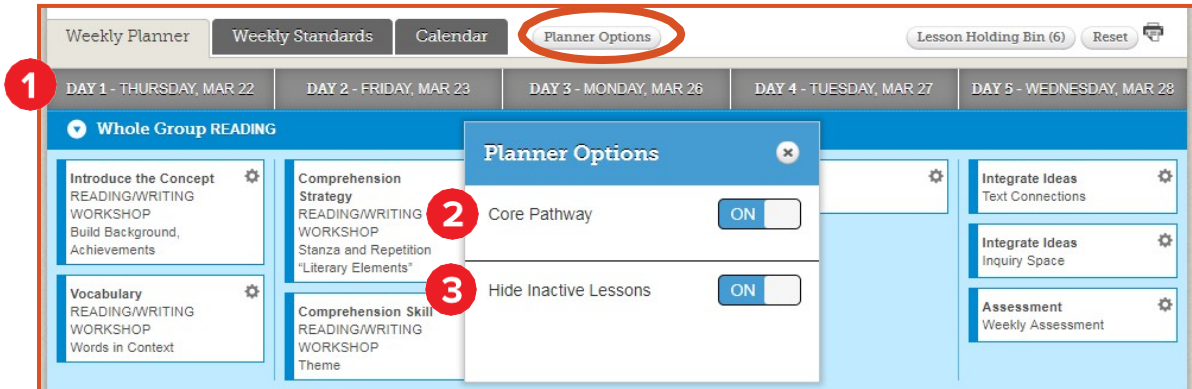 Weekly Planner
Weekly Standards
Calendar
Planner Options
Lesson Holding Bin (6)
Reset
1
DAY 1 - THURSDAY, MAR 22
DAY 2 - FRIDAY, MAR 23
DAY 3 - MONDAY, MAR 26
DAY 4 - TUESDAY, MAR 27
DAY 5 - WEDNESDAY, MAR 28
Whole Group READING
Introduce the Concept
READING/WRITING
WORKSHOP
Build Background,
Achievements
Vocabulary
READING/WRITING
WORKSHOP
Words in Context
Comprehension
Strategy
READING/WRITING
WORKSHOP
Stanza and Repetition
"Literary Elements"
Comprehension Skill
READING/WRITING
WORKSHOP
Theme
Planner Options
2
Core Pathway
ON
3
Hide Inactive Lessons
ON
Integrate Ideas
Text Connections
Integrate Ideas
Inquiry Space
Assessment
Weekly Assessment